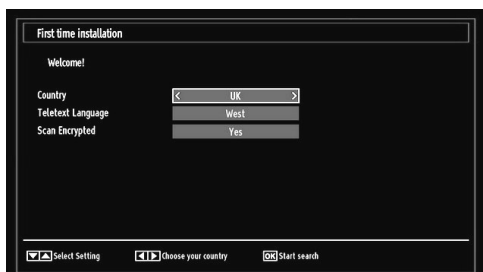 First time installation
Welcome!
Country < UK >
Teletext Language West
Scan Encrypted Yes
▼▲ Select Setting ◀▶ Choose your country OK Start search